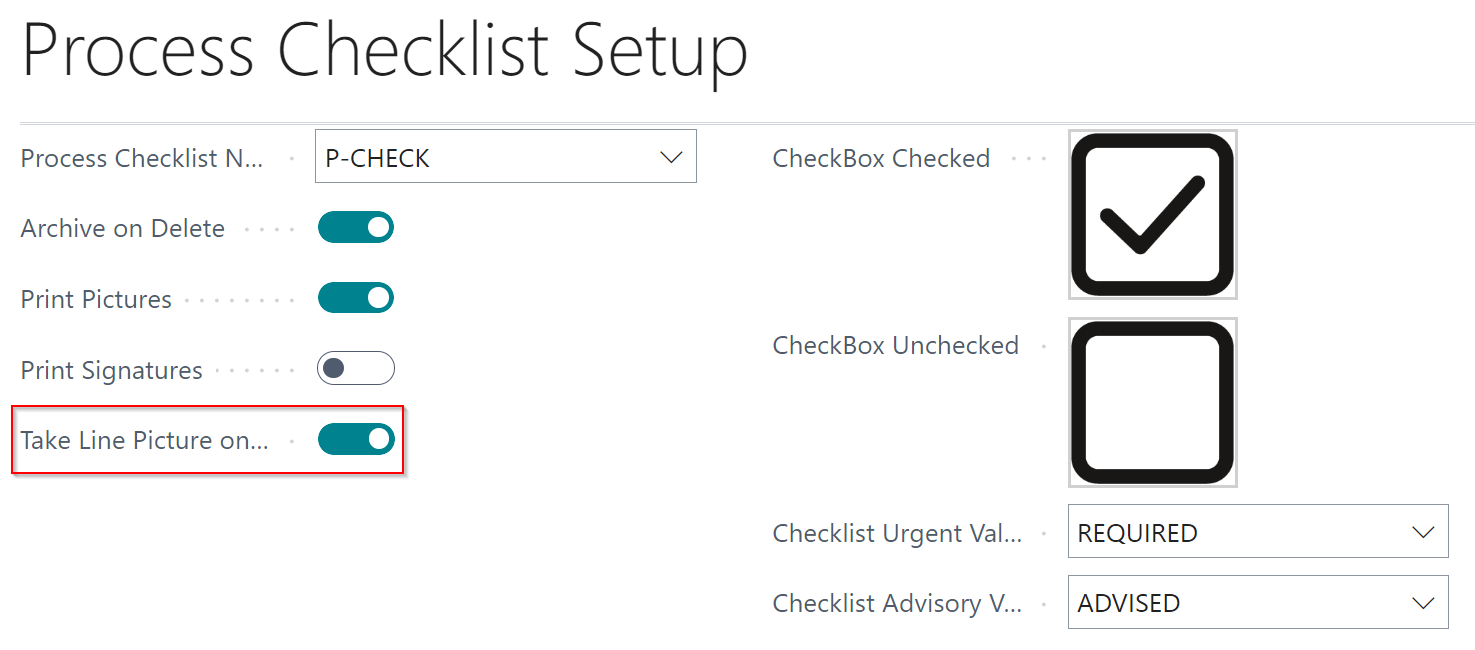 Process Checklist Setup
Process Checklist N...
P-CHECK
Archive on Delete
Print Pictures
Print Signatures
Take Line Picture on...
CheckBox Checked
CheckBox Unchecked
Checklist Urgent Val...
REQUIRED
Checklist Advisory V...
ADVISED